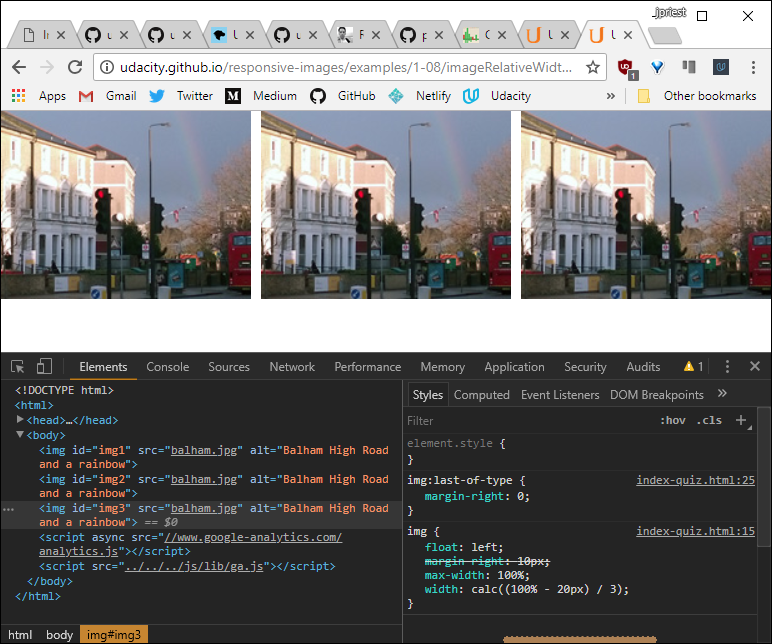 _jpriest
udacity.github.io/responsive-images/examples/1-08/imageRelativeWidt...
1
Apps Gmail Twitter Medium GitHub Netlify Udacity » Other bookmarks
Elements Console Sources Network Performance Memory Application Security Audits 1
<!DOCTYPE html>
<html>
<head>…</head>
<body>
<img id="img1" src="balham.jpg" alt="Balham High Road
and a rainbow">
<img id="img2" src="balham.jpg" alt="Balham High Road
and a rainbow">
<img id="img3" src="balham.jpg" alt="Balham High Road
and a rainbow"> == $0
<script async src="//www.google-analytics.com/
analytics.js"></script>
<script src="../../../js/lib/ga.js"></script>
</body>
</html>
html body img#img3
Styles Computed Event Listeners DOM Breakpoints »
Filter :hov .cls +
element.style {
}
img:last-of-type { index-quiz.html:25
margin-right: 0;
}
img { index-quiz.html:15
float: left;
margin-right: 10px;
max-width: 100%;
width: calc((100% - 20px) / 3);
}